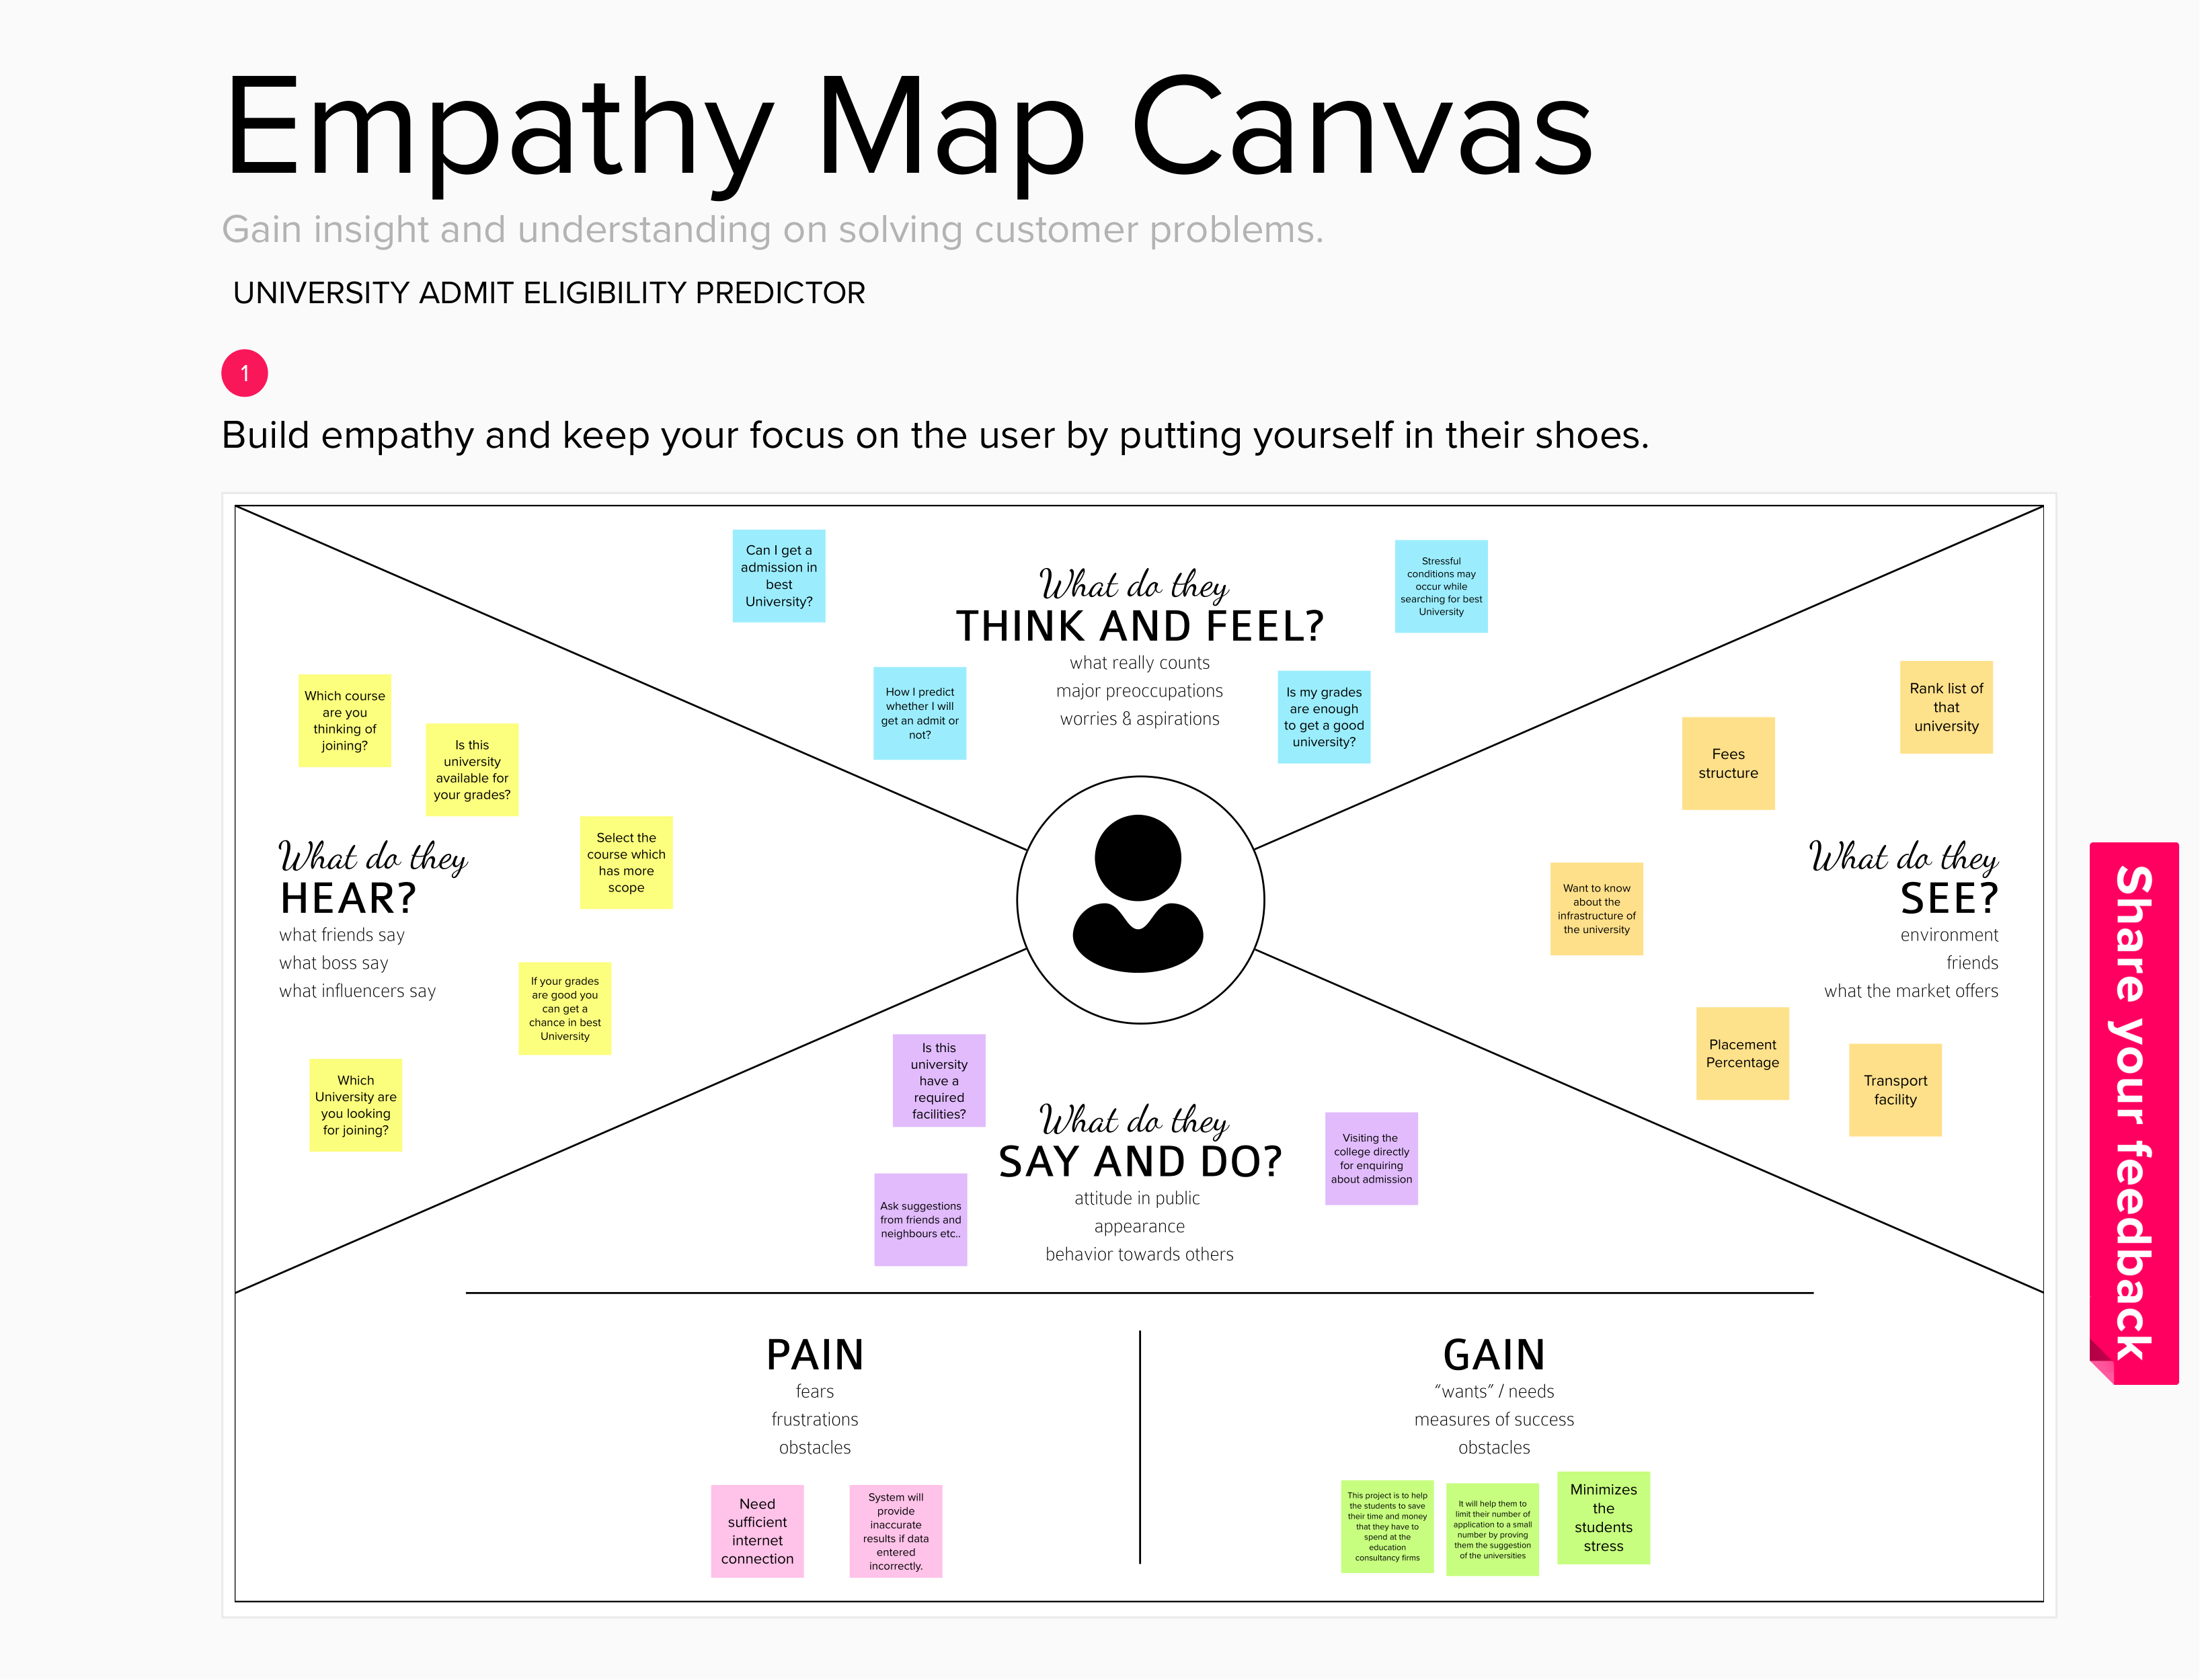 Empathy Map Canvas
Gain insight and understanding on solving customer problems.
UNIVERSITY ADMIT ELIGIBILITY PREDICTOR
1
Build empathy and keep your focus on the user by putting yourself in their shoes.
Can I get a
admission in
best
University?
What do they
THINK AND FEEL?
what really counts
major preoccupations
worries & aspirations
Stressful
conditions may
occur while
searching for best
University
How I predict
whether I will
get an admit or
not?
Is my grades
are enough
to get a good
university?
Which course
are you
thinking of
joining?
Is this
university
available for
your grades?
Select the
course which
has more
scope
What do they
HEAR?
what friends say
what boss say
what influencers say
If your grades
are good you
can get a
chance in best
University
Which
University are
you looking
for joining?
Rank list of
that
university
Fees
structure
Want to know
about the
infrastructure of
the university
What do they
SEE?
environment
friends
what the market offers
Placement
Percentage
Transport
facility
Is this
university
have a
required
facilities?
What do they
SAY AND DO?
attitude in public
appearance
behavior towards others
Visiting the
college directly
for enquiring
about admission
Ask suggestions
from friends and
neighbours etc..
PAIN
fears
frustrations
obstacles
Need
sufficient
internet
connection
System will
provide
inaccurate
results if data
entered
incorrectly.
GAIN
“wants” / needs
measures of success
obstacles
This project is to help
the students to save
their time and money
that they have to
spend at the
education
consultancy firms
It will help them to
limit their number of
application to a small
number by proving
them the suggestion
of the universities
Minimizes
the
students
stress
Share your feedback